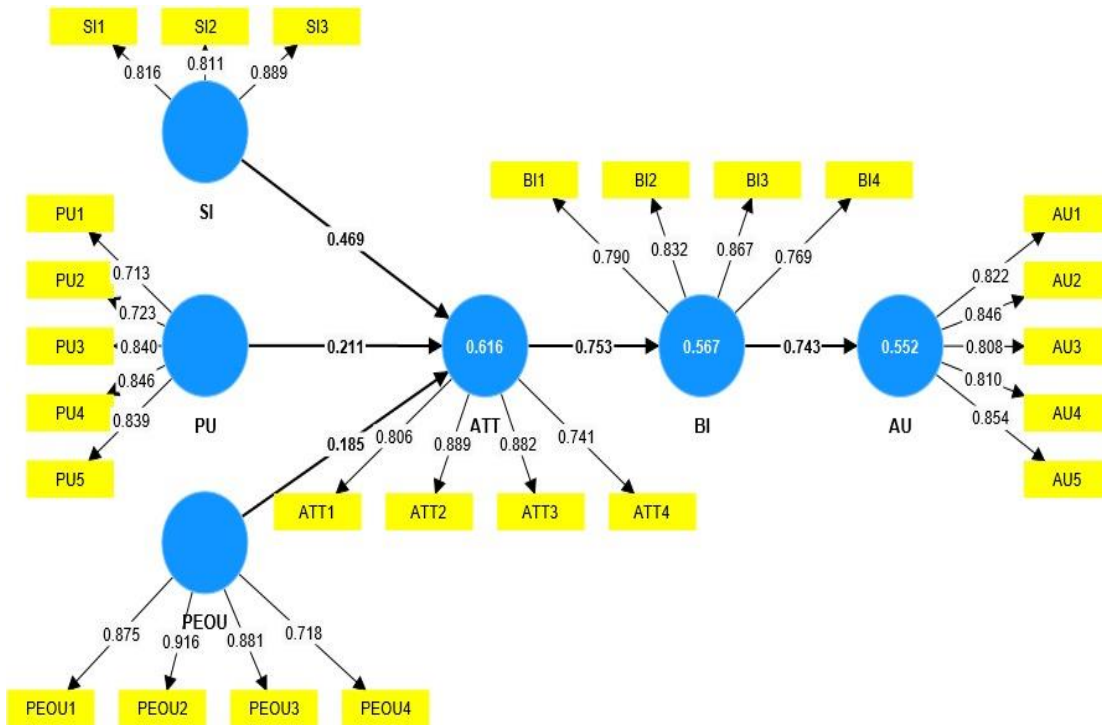 SI1
SI2
SI3
0.816
0.811
0.889
SI
PU1
PU2
PU3
PU4
PU5
0.713
0.723
0.840
0.846
0.839
PU
0.469
0.211
0.185
PEOU
0.875
0.916
0.881
0.718
PEOU1
PEOU2
PEOU3
PEOU4
0.616
ATT
0.806
0.889
0.882
0.741
ATT1
ATT2
ATT3
ATT4
0.753
BI1
BI2
BI3
BI4
0.790
0.832
0.867
0.769
0.567
BI
0.743
0.552
AU
0.822
0.846
0.808
0.810
0.854
AU1
AU2
AU3
AU4
AU5